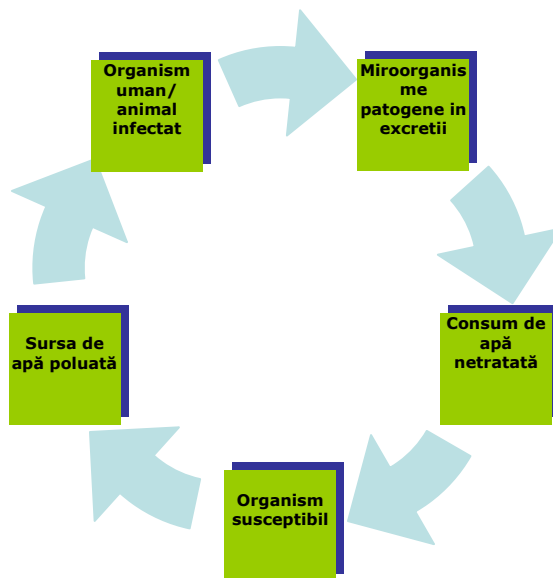 Organism
uman/
animal
infectat
Miroorganis
me
patogene in
excretii
Consum de
apă
netratată
Organism
susceptibil
Sursa de
apă poluată